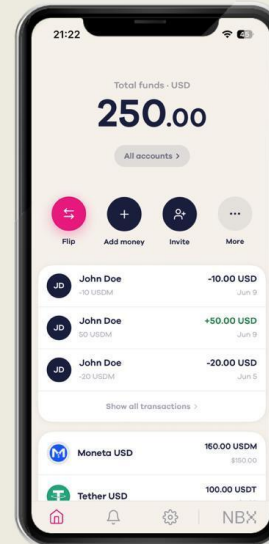 21:22
Total funds - USD
250.00
All accounts >
Flip
Add money
Invite
More
JD
John Doe
-10.00 USD
-10 USDM
Jun 9
JD
John Doe
+50.00 USD
50 USDM
Jun 9
JD
John Doe
-20.00 USD
-20 USDM
Jun 5
Show all transactions >
Moneta USD
150.00 USDM
$150.00
Tether USD
100.00 USDT
NBX